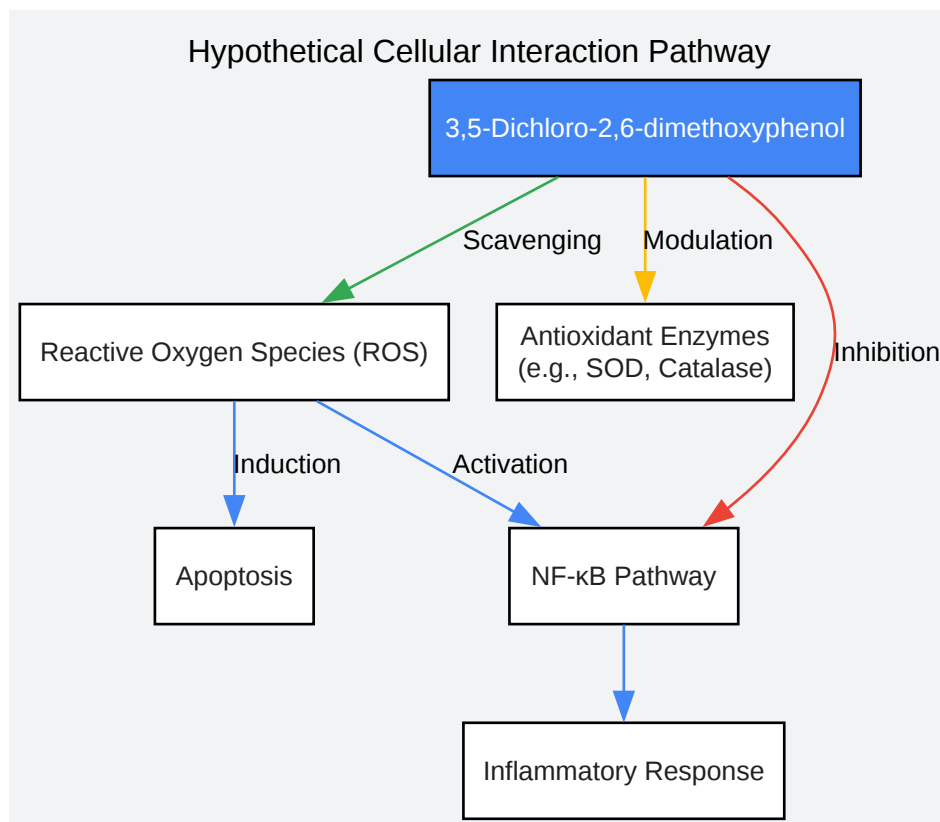 Hypothetical Cellular Interaction Pathway
3,5-Dichloro-2,6-dimethoxyphenol
Scavenging
Modulation
Reactive Oxygen Species (ROS)
Antioxidant Enzymes
(e.g., SOD, Catalase)
Inhibition
Induction
Activation
Apoptosis
NF-κB Pathway
Inflammatory Response